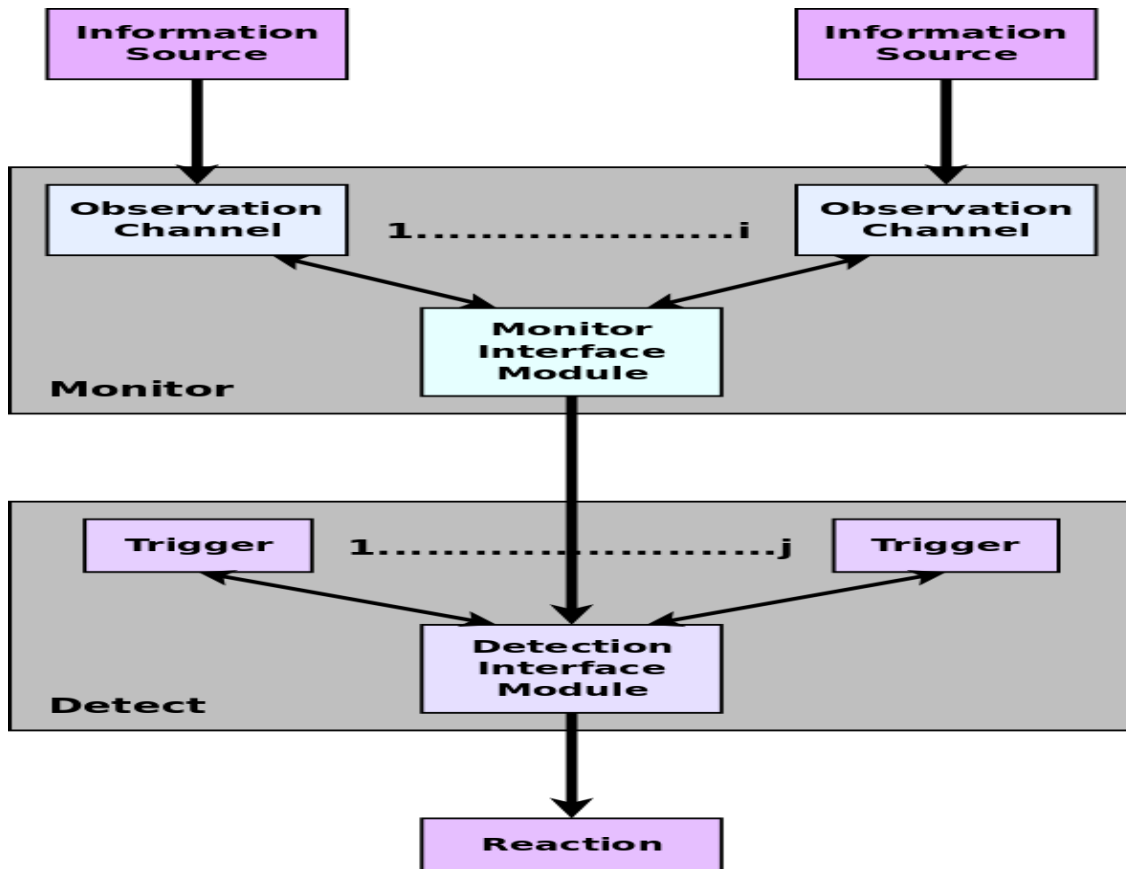 Information
Source
Information
Source
Observation
Channel
1......................i
Observation
Channel
Monitor
Interface
Module
Monitor
Trigger
1..........................j
Trigger
Detection
Interface
Module
Detect
Reaction